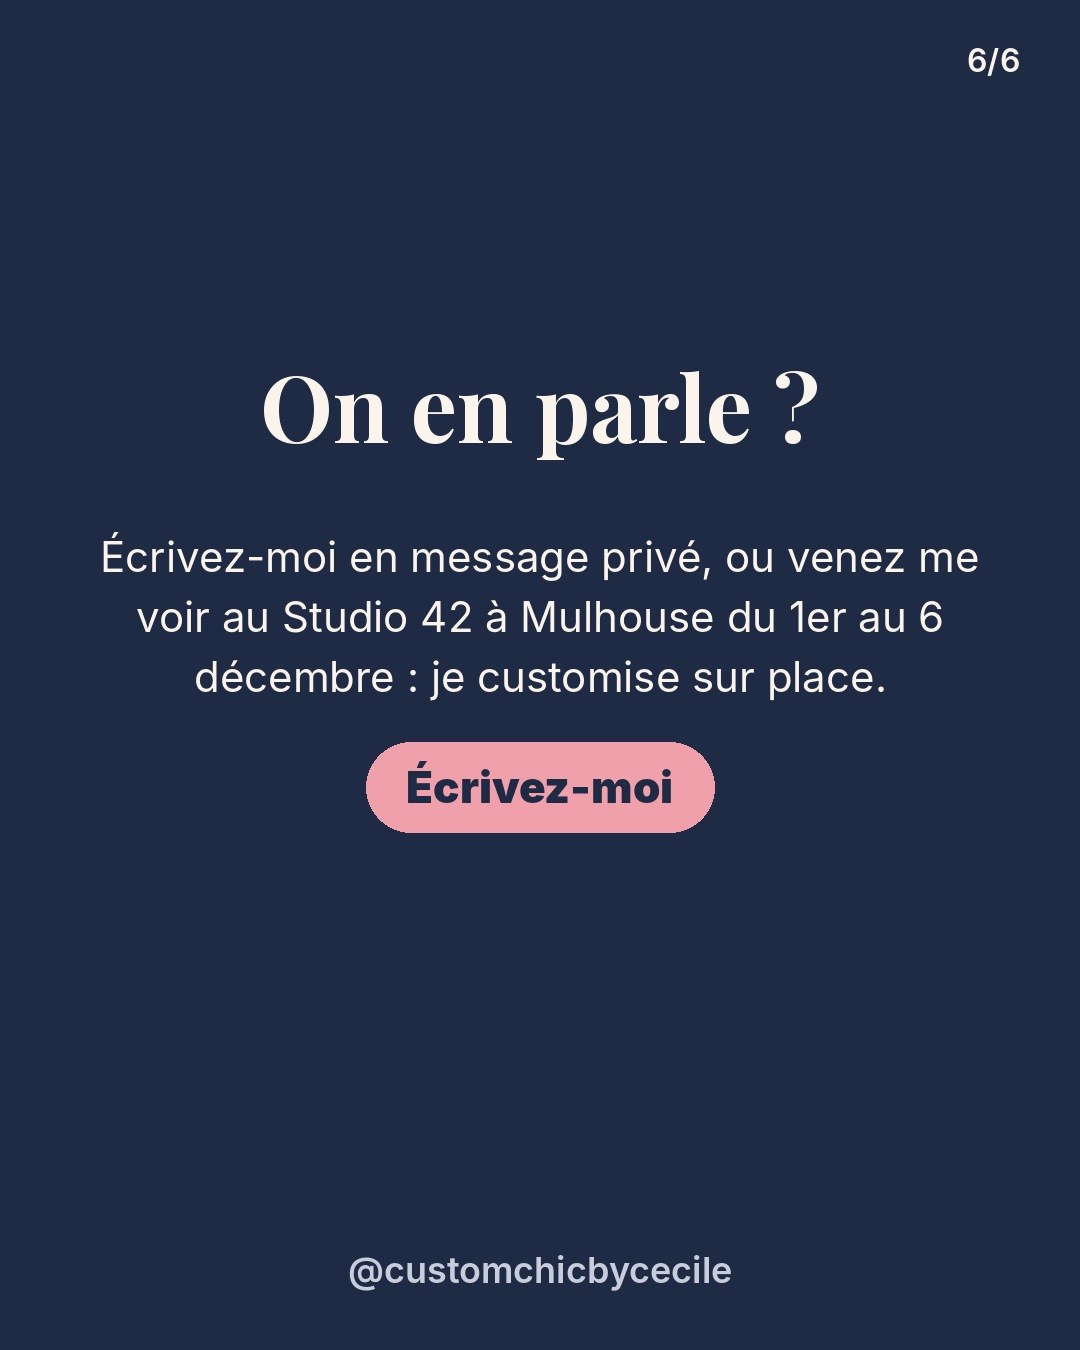 6/6
On en parle ?
Écrivez-moi en message privé, ou venez me
voir au Studio 42 à Mulhouse du 1er au 6
décembre : je customise sur place.
Écrivez-moi
@customchicbycecile